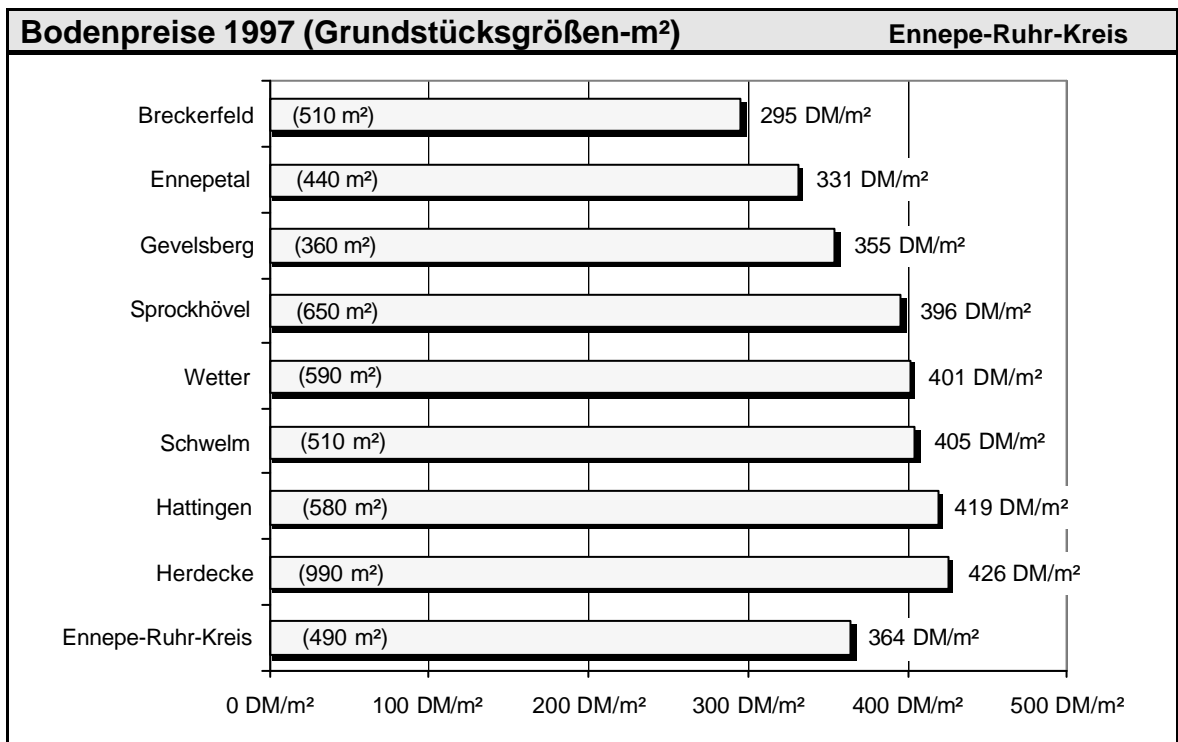 Bodenpreise 1997 (Grundstücksgrößen-m²) Ennepe-Ruhr-Kreis
Breckerfeld (510 m²) 295 DM/m²
Ennepetal (440 m²) 331 DM/m²
Gevelsberg (360 m²) 355 DM/m²
Sprockhövel (650 m²) 396 DM/m²
Wetter (590 m²) 401 DM/m²
Schwelm (510 m²) 405 DM/m²
Hattingen (580 m²) 419 DM/m²
Herdecke (990 m²) 426 DM/m²
Ennepe-Ruhr-Kreis (490 m²) 364 DM/m²
0 DM/m² 100 DM/m² 200 DM/m² 300 DM/m² 400 DM/m² 500 DM/m²